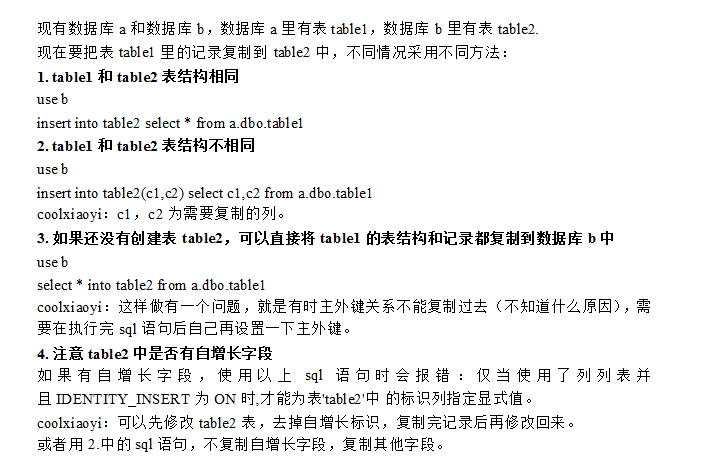 现有数据库 a 和数据库 b，数据库 a 里有表 table1，数据库 b 里有表 table2.
现在要把表 table1 里的记录复制到 table2 中，不同情况采用不同方法：
1. table1 和 table2 表结构相同
use b
insert into table2 select * from a.dbo.table1
2. table1 和 table2 表结构不相同
use b
insert into table2(c1,c2) select c1,c2 from a.dbo.table1
coolxiaoyi：c1，c2 为需要复制的列。
3. 如果还没有创建表 table2，可以直接将 table1 的表结构和记录都复制到数据库 b 中
use b
select * into table2 from a.dbo.table1
coolxiaoyi：这样做有一个问题，就是有时主外键关系不能复制过去（不知道什么原因），需
要在执行完 sql 语句后自己再设置一下主外键。
4. 注意 table2 中是否有自增长字段
如果有自增长字段，使用以上 sql 语句时会报错：仅当使用了列列表并
且 IDENTITY_INSERT 为 ON 时,才能为表'table2'中 的标识列指定显式值。
coolxiaoyi：可以先修改 table2 表，去掉自增长标识，复制完记录后再修改回来。
或者用 2.中的 sql 语句，不复制自增长字段，复制其他字段。